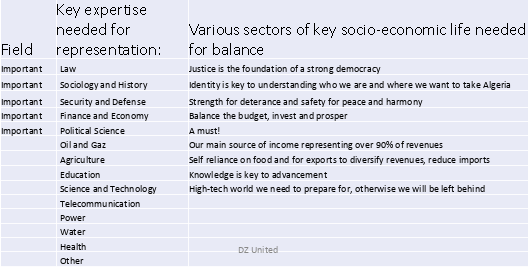 Field Key expertise needed for representation: Various sectors of key socio-economic life needed for balance
Important Law Justice is the foundation of a strong democracy
Important Sociology and History Identity is key to understanding who we are and where we want to take Algeria
Important Security and Defense Strength for deterance and safety for peace and harmony
Important Finance and Economy Balance the budget, invest and prosper
Important Political Science A must!
Oil and Gaz Our main source of income representing over 90% of revenues
Agriculture Self reliance on food and for exports to diversify revenues, reduce imports
Education Knowledge is key to advancement
Science and Technology High-tech world we need to prepare for, otherwise we will be left behind
Telecommunication
Power
Water
Health
DZ United
Other